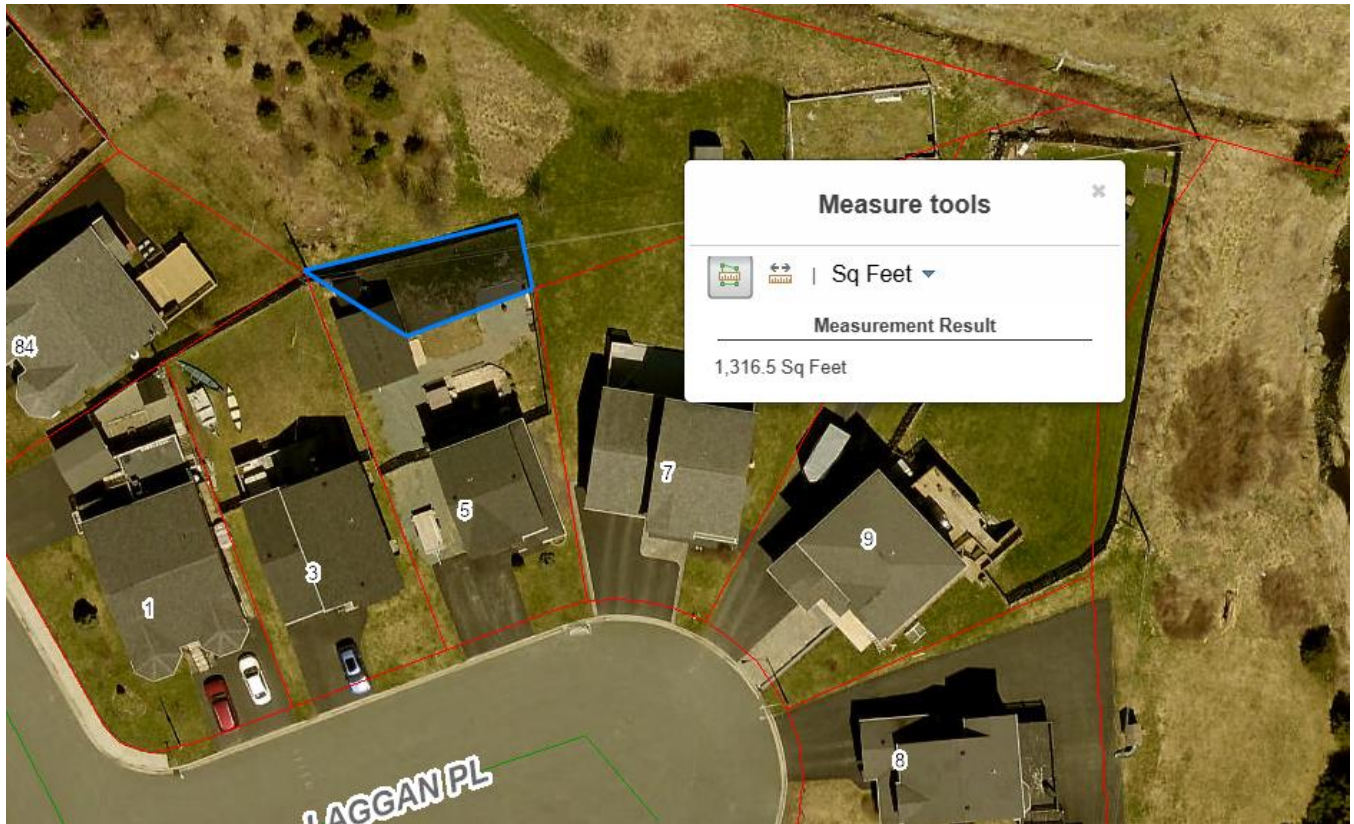 Measure tools
| Sq Feet
Measurement Result
1,316.5 Sq Feet
84
7
5
9
3
1
8
LAGGAN PL